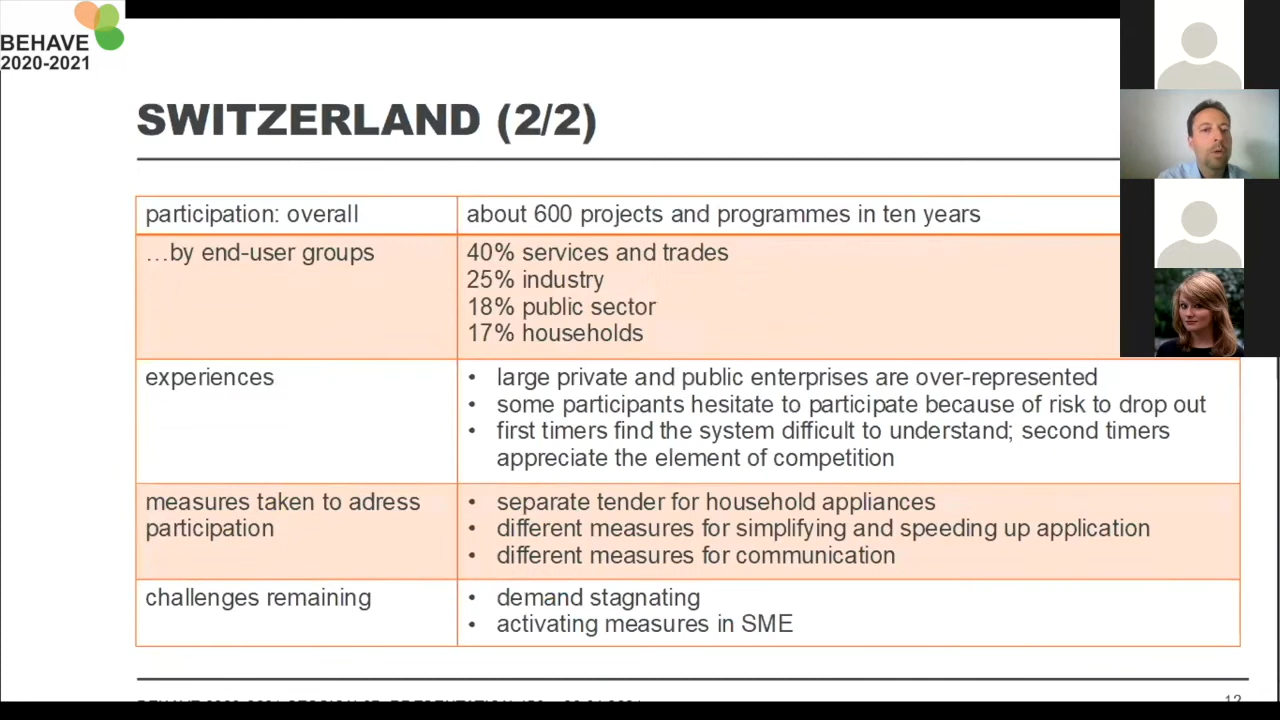 BEHAVE
2020-2021
SWITZERLAND (2/2)
participation: overall
about 600 projects and programmes in ten years
…by end-user groups
40% services and trades
25% industry
18% public sector
17% households
experiences
• large private and public enterprises are over-represented
• some participants hesitate to participate because of risk to drop out
• first timers find the system difficult to understand; second timers
appreciate the element of competition
measures taken to adress
participation
• separate tender for household appliances
• different measures for simplifying and speeding up application
• different measures for communication
challenges remaining
• demand stagnating
• activating measures in SME